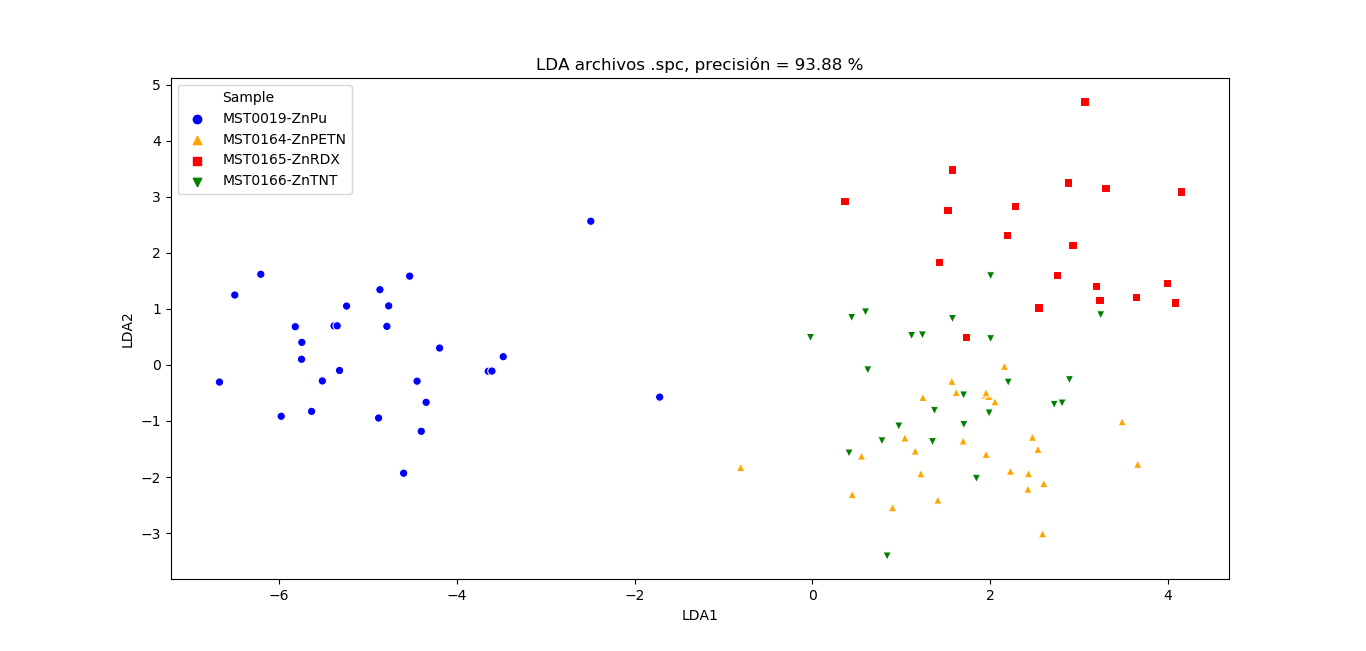 LDA archivos .spc, precisión = 93.88 %
Sample
MST0019-ZnPu
MST0164-ZnPETN
MST0165-ZnRDX
MST0166-ZnTNT
5
4
3
2
1
0
−1
−2
−3
LDA2
−6
−4
−2
0
2
4
LDA1